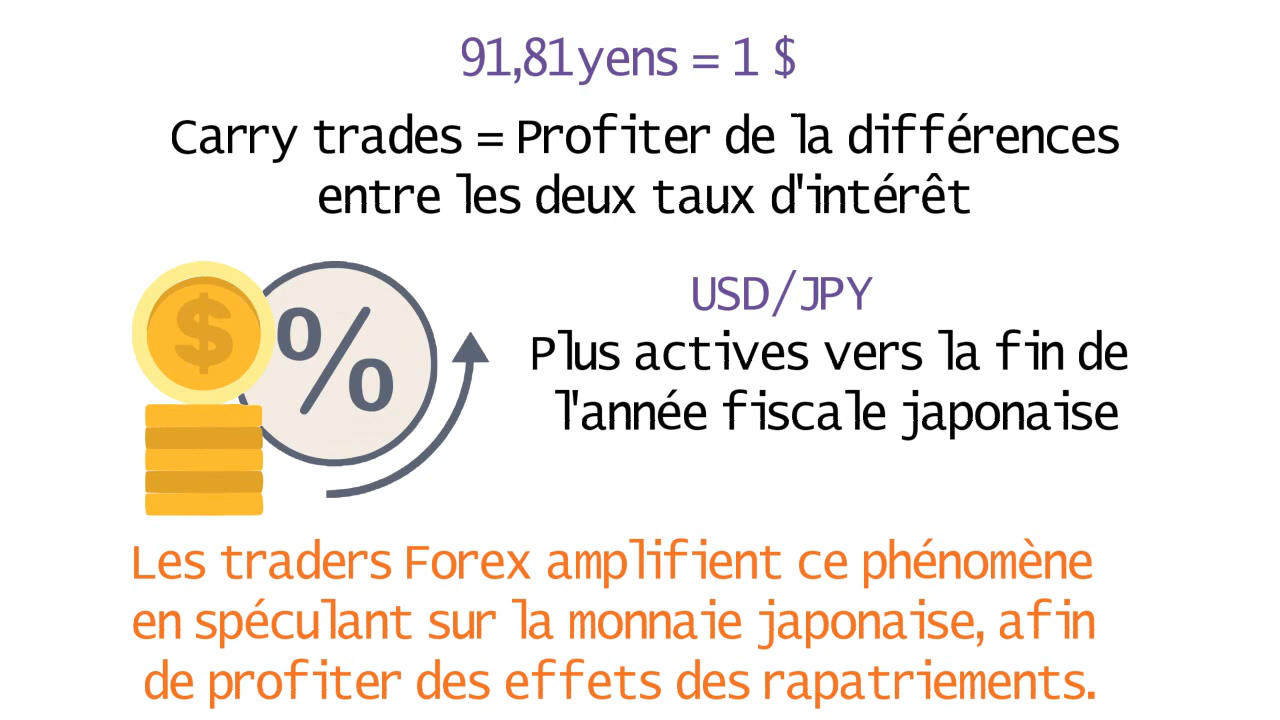 91,81yens = 1 $
Carry trades = Profiter de la différences
entre les deux taux d'intérêt
$
%
USD/JPY
Plus actives vers la fin de
l'année fiscale japonaise
Les traders Forex amplifient ce phénomène
en spéculant sur la monnaie japonaise, afin
de profiter des effets des rapatriements.